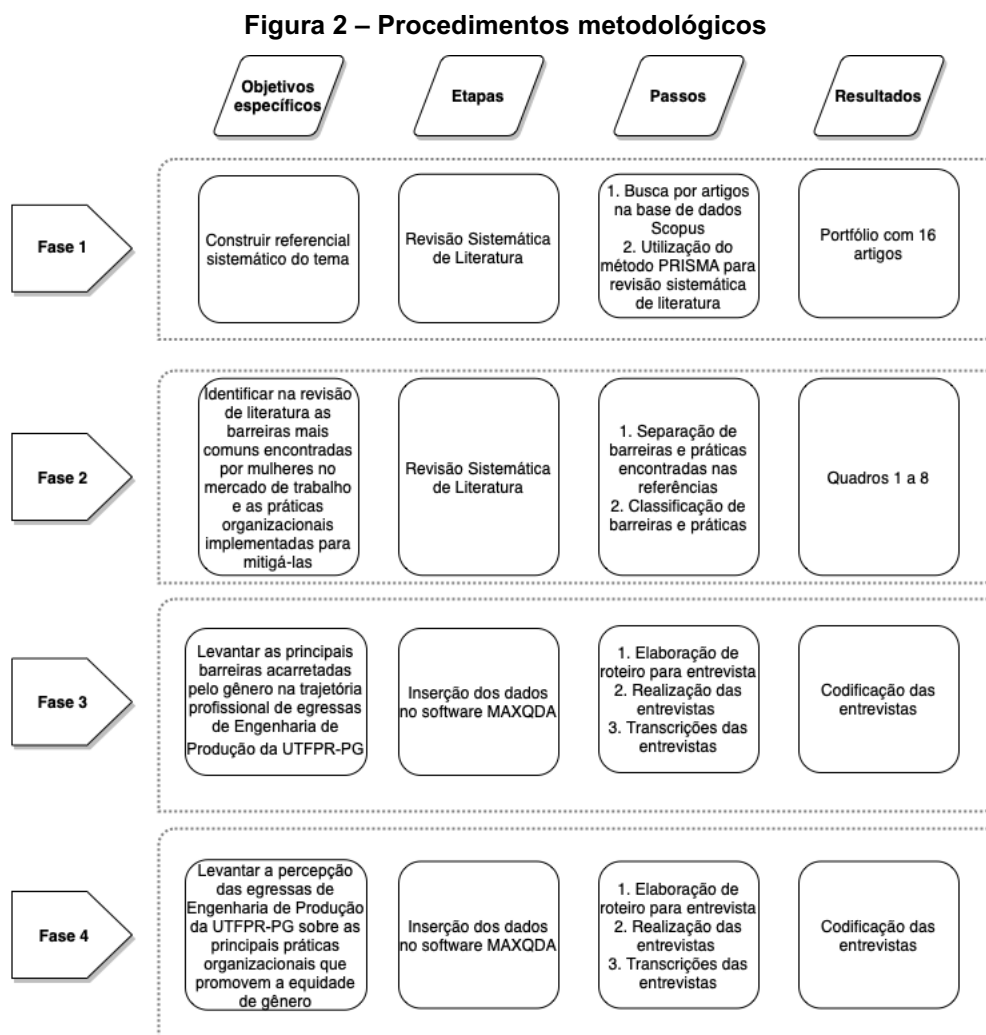 Figura 2 – Procedimentos metodológicos
Objetivos
específicos
Etapas
Passos
Resultados
Fase 1
Construir referencial
sistemático do tema
Revisão Sistemática
de Literatura
1. Busca por artigos
na base de dados
Scopus
2. Utilização do
método PRISMA para
revisão sistemática
de literatura
Portfólio com 16
artigos
Fase 2
Identificar na revisão
de literatura as
barreiras mais
comuns encontradas
por mulheres no
mercado de trabalho
e as práticas
organizacionais
implementadas para
mitigá-las
Revisão Sistemática
de Literatura
1. Separação de
barreiras e práticas
encontradas nas
referências
2. Classificação de
barreiras e práticas
Quadros 1 a 8
Fase 3
Levantar as principais
barreiras acarretadas
pelo gênero na trajetória
profissional de egressas
de Engenharia de
Produção da UTFPR-PG
Inserção dos dados
no software MAXQDA
1. Elaboração de
roteiro para entrevista
2. Realização das
entrevistas
3. Transcrições das
entrevistas
Codificação das
entrevistas
Fase 4
Levantar a percepção
das egressas de
Engenharia de Produção
da UTFPR-PG sobre as
principais práticas
organizacionais que
promovem a equidade
de gênero
Inserção dos dados
no software MAXQDA
1. Elaboração de
roteiro para entrevista
2. Realização das
entrevistas
3. Transcrições das
entrevistas
Codificação das
entrevistas